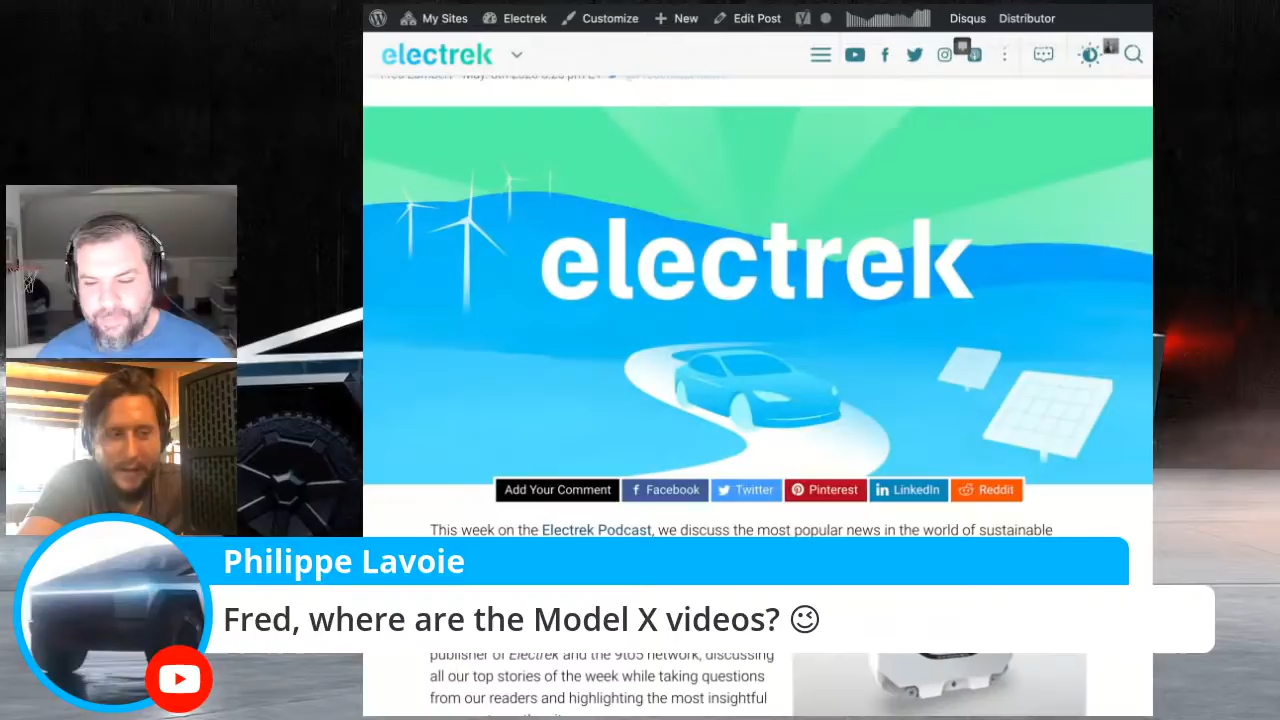 My Sites Electrek Customize New Edit Post Disqus Distributor
electrek
electrek
Add Your Comment Facebook Twitter Pinterest LinkedIn Reddit
This week on the Electrek Podcast, we discuss the most popular news in the world of sustainable
Philippe Lavoie
Fred, where are the Model X videos? 😉
publisher of Electrek and the 9to5 network, discussing
all our top stories of the week while taking questions
from our readers and highlighting the most insightful